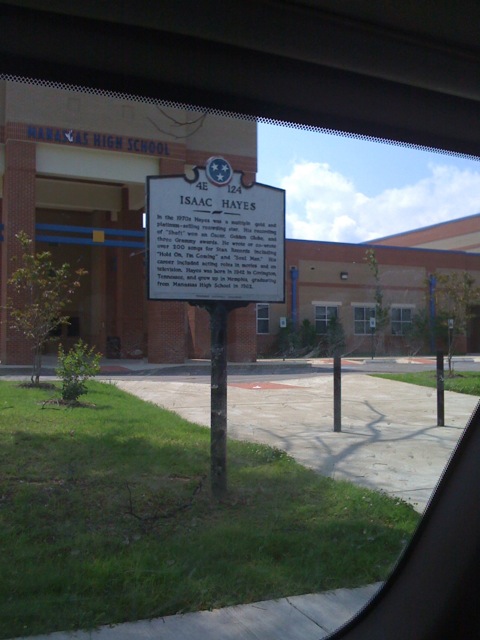 MANASSAS HIGH SCHOOL
4E 124
ISAAC HAYES
In the 1970s Hayes was a multiple gold and
platinum-selling recording star. His recording
of "Shaft" won an Oscar, Golden Globe, and
three Grammy awards. He wrote or co-wrote
over 200 songs for Stax Records including
"Hold On, I'm Coming" and "Soul Man." His
career included acting roles in movies and on
television. Hayes was born in 1942 in Covington,
Tennessee, and grew up in Memphis, graduating
from Manassas High School in 1962.